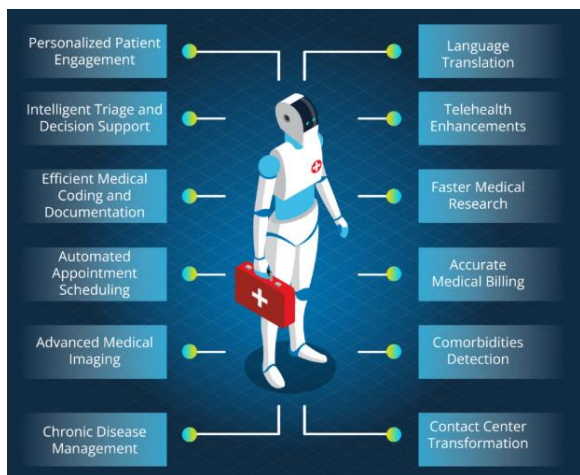 Personalized Patient
Engagement
Intelligent Triage and
Decision Support
Efficient Medical
Coding and
Documentation
Automated
Appointment
Scheduling
Advanced Medical
Imaging
Chronic Disease
Management
Language
Translation
Telehealth
Enhancements
Faster Medical
Research
Accurate
Medical Billing
Comorbidities
Detection
Contact Center
Transformation